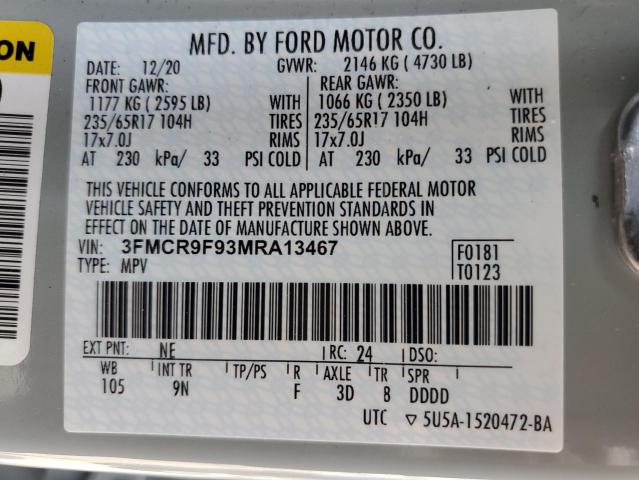 ON
MFD. BY FORD MOTOR CO.
DATE: 12/20 GVWR: 2146 KG ( 4730 LB)
FRONT GAWR: REAR GAWR:
1177 KG ( 2595 LB) WITH 1066 KG ( 2350 LB) WITH
235/65R17 104H TIRES 235/65R17 104H TIRES
17x7.0J RIMS 17x7.0J RIMS
AT 230 kPa/ 33 PSI COLD AT 230 kPa/ 33 PSI COLD
THIS VEHICLE CONFORMS TO ALL APPLICABLE FEDERAL MOTOR
VEHICLE SAFETY AND THEFT PREVENTION STANDARDS IN
EFFECT ON THE DATE OF MANUFACTURE SHOWN ABOVE.
VIN: 3FMCR9F93MRA13467 F0181
TYPE: MPV T0123
EXT PNT: NE RC: 24 DSO:
WB INT TR TP/PS R AXLE TR SPR
105 9N F 3D 8 DDDD
UTC ▽ 5U5A-1520472-BA